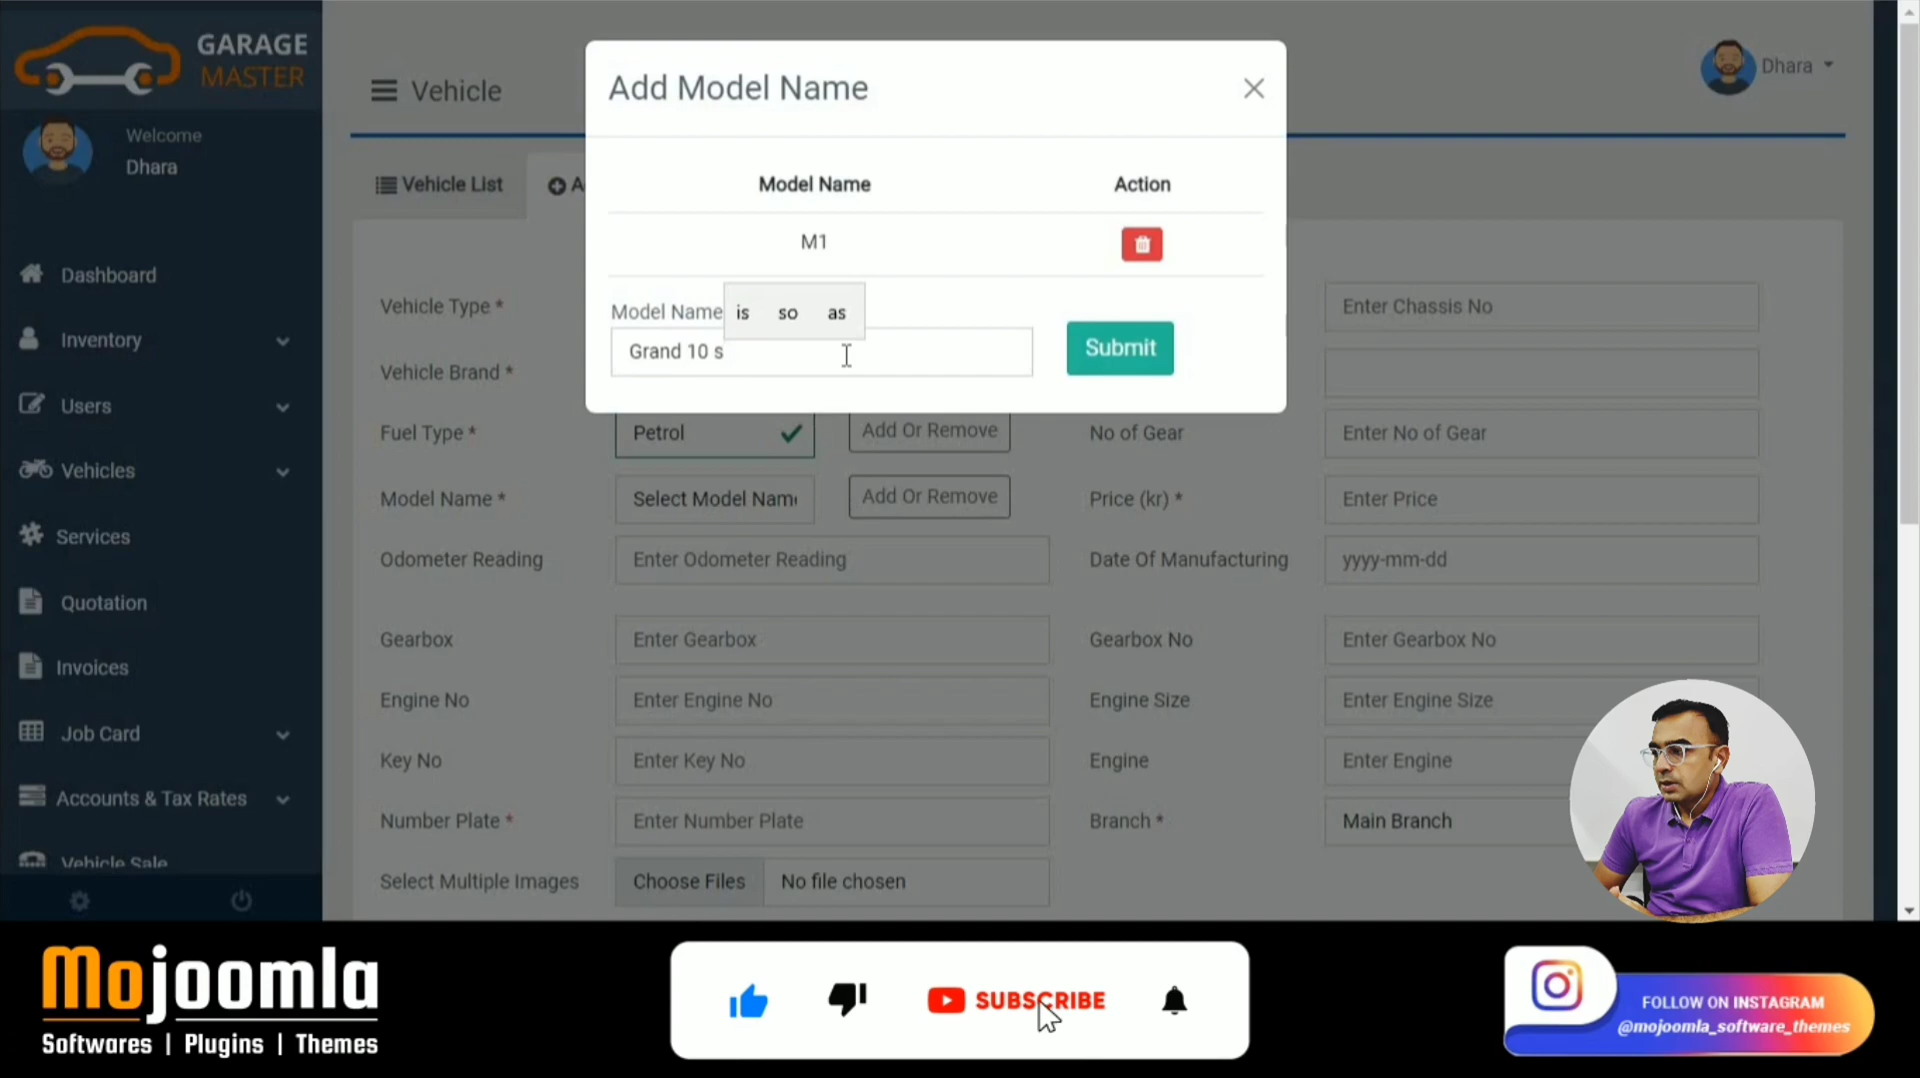 GARAGE
MASTER
Welcome
Dhara
Dashboard
Inventory
Users
Vehicles
Services
Quotation
Invoices
Job Card
Accounts & Tax Rates
Vehicle Sale
Vehicle
Dhara
Vehicle List
A
Add Model Name
Model Name Action
M1
Model Name
is so as
Grand 10 s
Submit
Vehicle Type *
Enter Chassis No
Vehicle Brand *
Fuel Type * Petrol Add Or Remove No of Gear Enter No of Gear
Model Name * Select Model Name Add Or Remove Price (kr) * Enter Price
Odometer Reading Enter Odometer Reading Date Of Manufacturing yyyy-mm-dd
Gearbox Enter Gearbox Gearbox No Enter Gearbox No
Engine No Enter Engine No Engine Size Enter Engine Size
Key No Enter Key No Engine Enter Engine
Number Plate * Enter Number Plate Branch * Main Branch
Select Multiple Images Choose Files No file chosen
Mojoomla
Softwares | Plugins | Themes
SUBSCRIBE
FOLLOW ON INSTAGRAM
@mojoomla_software_themes